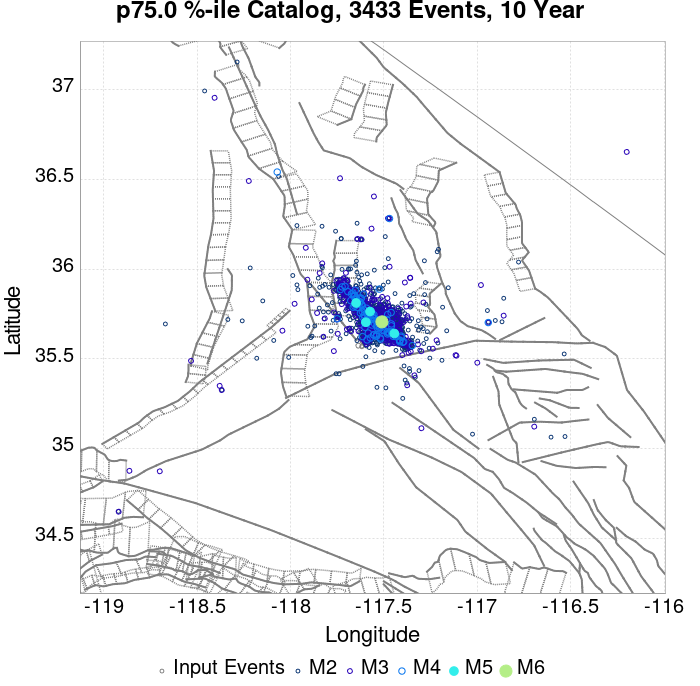 p75.0 %-ile Catalog, 3433 Events, 10 Year
37
36.5
36
35.5
35
34.5
Latitude
-119 -118.5 -118 -117.5 -117 -116.5 -116
Longitude
Input Events M2 M3 M4 M5 M6